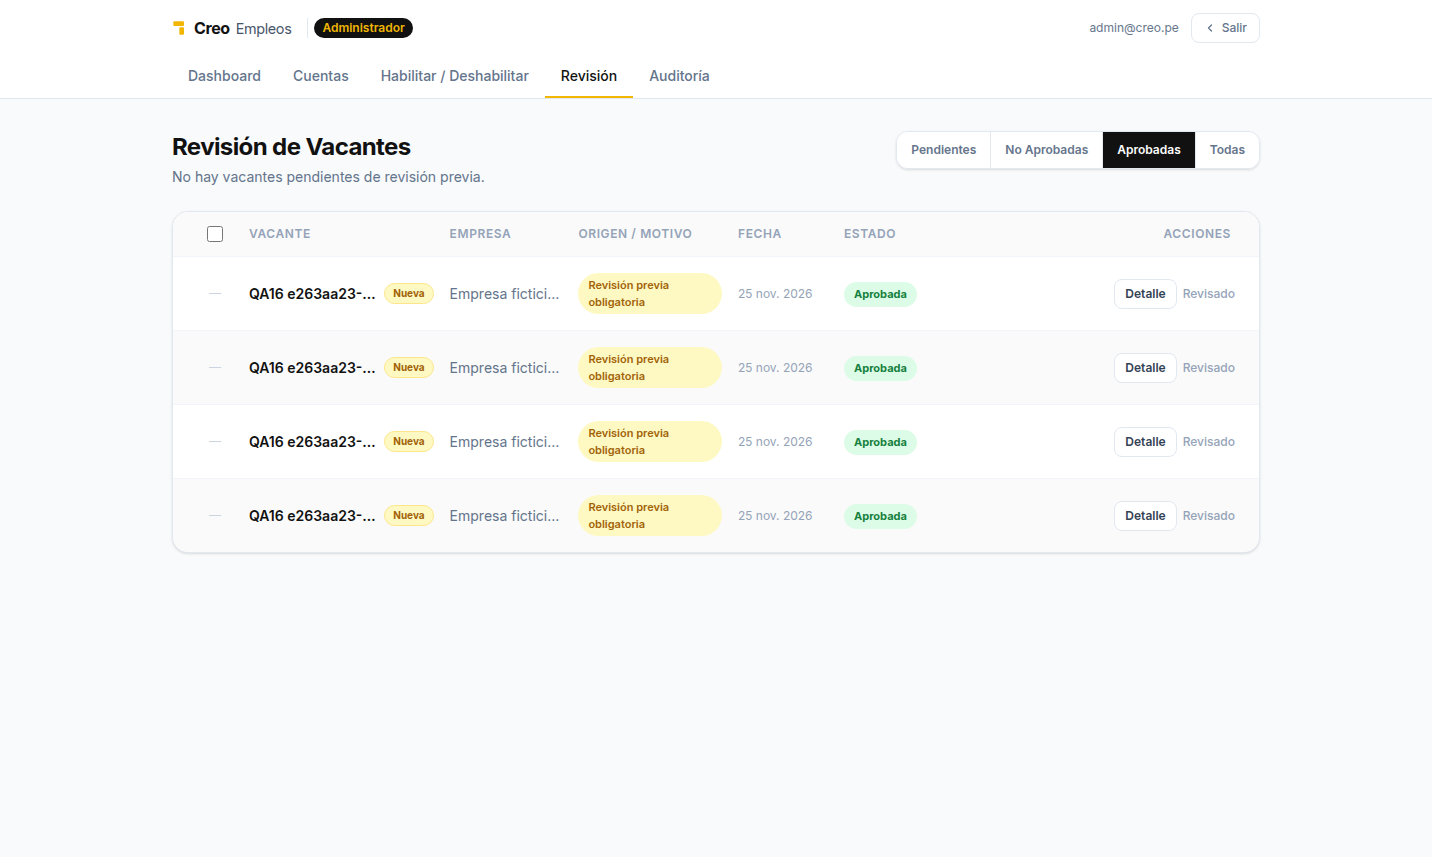 Creo Empleos Administrador admin@creo.pe Salir
Dashboard Cuentas Habilitar / Deshabilitar Revisión Auditoría
Revisión de Vacantes
No hay vacantes pendientes de revisión previa.
Pendientes No Aprobadas Aprobadas Todas
VACANTE EMPRESA ORIGEN / MOTIVO FECHA ESTADO ACCIONES
— QA16 e263aa23-... Nueva Empresa fictici... Revisión previa obligatoria 25 nov. 2026 Aprobada Detalle Revisado
— QA16 e263aa23-... Nueva Empresa fictici... Revisión previa obligatoria 25 nov. 2026 Aprobada Detalle Revisado
— QA16 e263aa23-... Nueva Empresa fictici... Revisión previa obligatoria 25 nov. 2026 Aprobada Detalle Revisado
— QA16 e263aa23-... Nueva Empresa fictici... Revisión previa obligatoria 25 nov. 2026 Aprobada Detalle Revisado